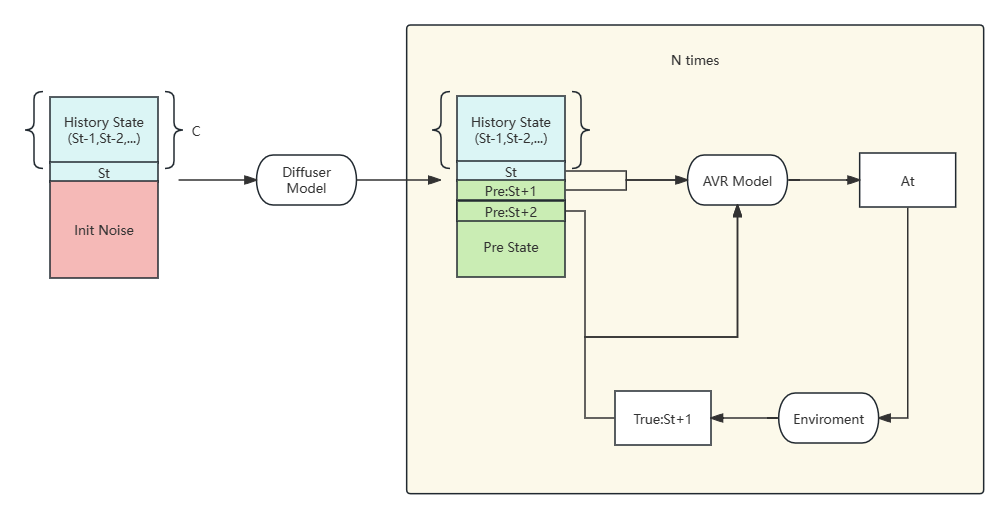 N times
History State
(St-1,St-2,...)
C
St
Init Noise
Diffuser
Model
History State
(St-1,St-2,...)
St
Pre:St+1
Pre:St+2
Pre State
AVR Model
At
True:St+1
Enviroment